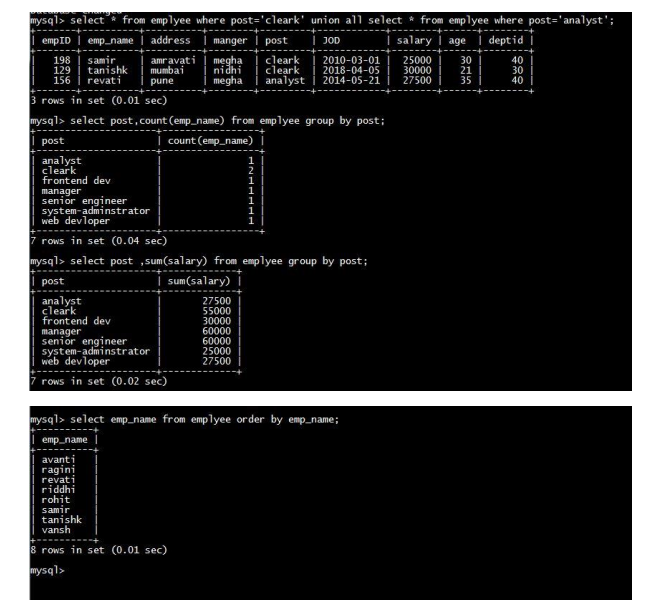 Database changed
mysql> select * from emplyee where post='cleark' union all select * from emplyee where post='analyst';
| empID | emp_name | address | manger | post | JOD | salary | age | deptid |
| 198 | samir | amravati | megha | cleark | 2010-03-01 | 25000 | 30 | 40 |
| 129 | tanishk | mumbai | nidhi | cleark | 2018-04-05 | 30000 | 21 | 30 |
| 156 | revati | pune | megha | analyst | 2014-05-21 | 27500 | 35 | 40 |
3 rows in set (0.01 sec)
mysql> select post,count(emp_name) from emplyee group by post;
| post | count(emp_name) |
| analyst | 1 |
| cleark | 2 |
| frontend dev | 1 |
| manager | 1 |
| senior engineer | 1 |
| system-adminstrator | 1 |
| web devloper | 1 |
7 rows in set (0.04 sec)
mysql> select post ,sum(salary) from emplyee group by post;
| post | sum(salary) |
| analyst | 27500 |
| cleark | 55000 |
| frontend dev | 30000 |
| manager | 60000 |
| senior engineer | 60000 |
| system-adminstrator | 25000 |
| web devloper | 27500 |
7 rows in set (0.02 sec)
mysql> select emp_name from emplyee order by emp_name;
| emp_name |
| avanti |
| ragini |
| revati |
| riddhi |
| rohit |
| samir |
| tanishk |
| vansh |
8 rows in set (0.01 sec)
mysql>